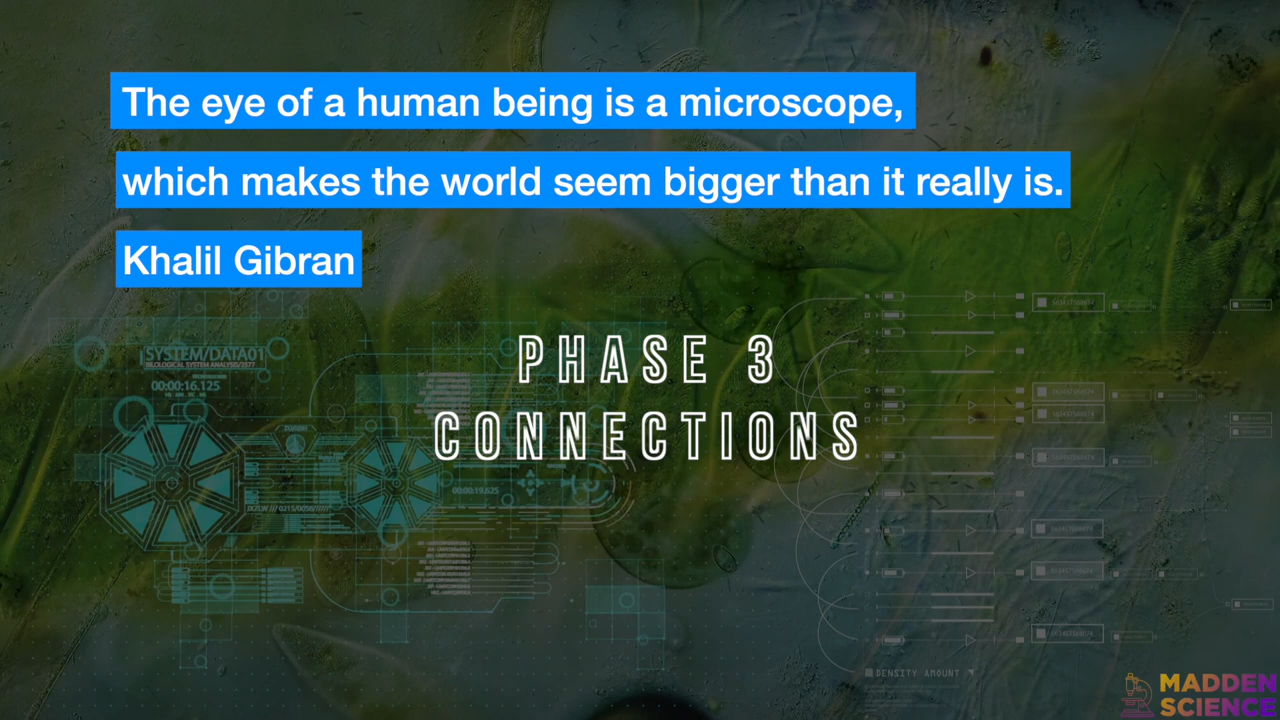 The eye of a human being is a microscope,
which makes the world seem bigger than it really is.
Khalil Gibran
PHASE 3
CONNECTIONS
SYSTEM/DATA01
00:00:16.125
00:00:19.625
DENSITY AMOUNT
MADDEN
SCIENCE